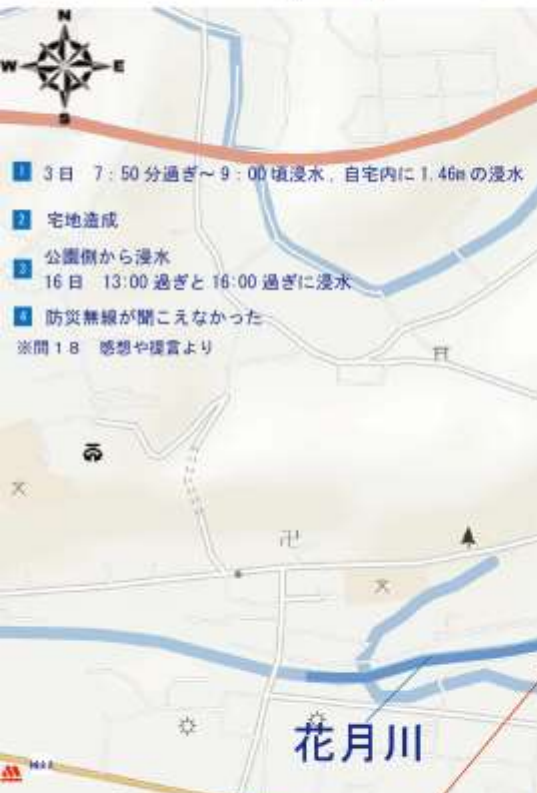 N
W E
S
1 3日 7:50分過ぎ~9:00頃浸水，自宅内に1.46mの浸水
2 宅地造成
3 公園側から浸水
16日 13:00過ぎと16:00過ぎに浸水
4 防災無線が聞こえなかった
※問18 感想や提言より
卍
花月川